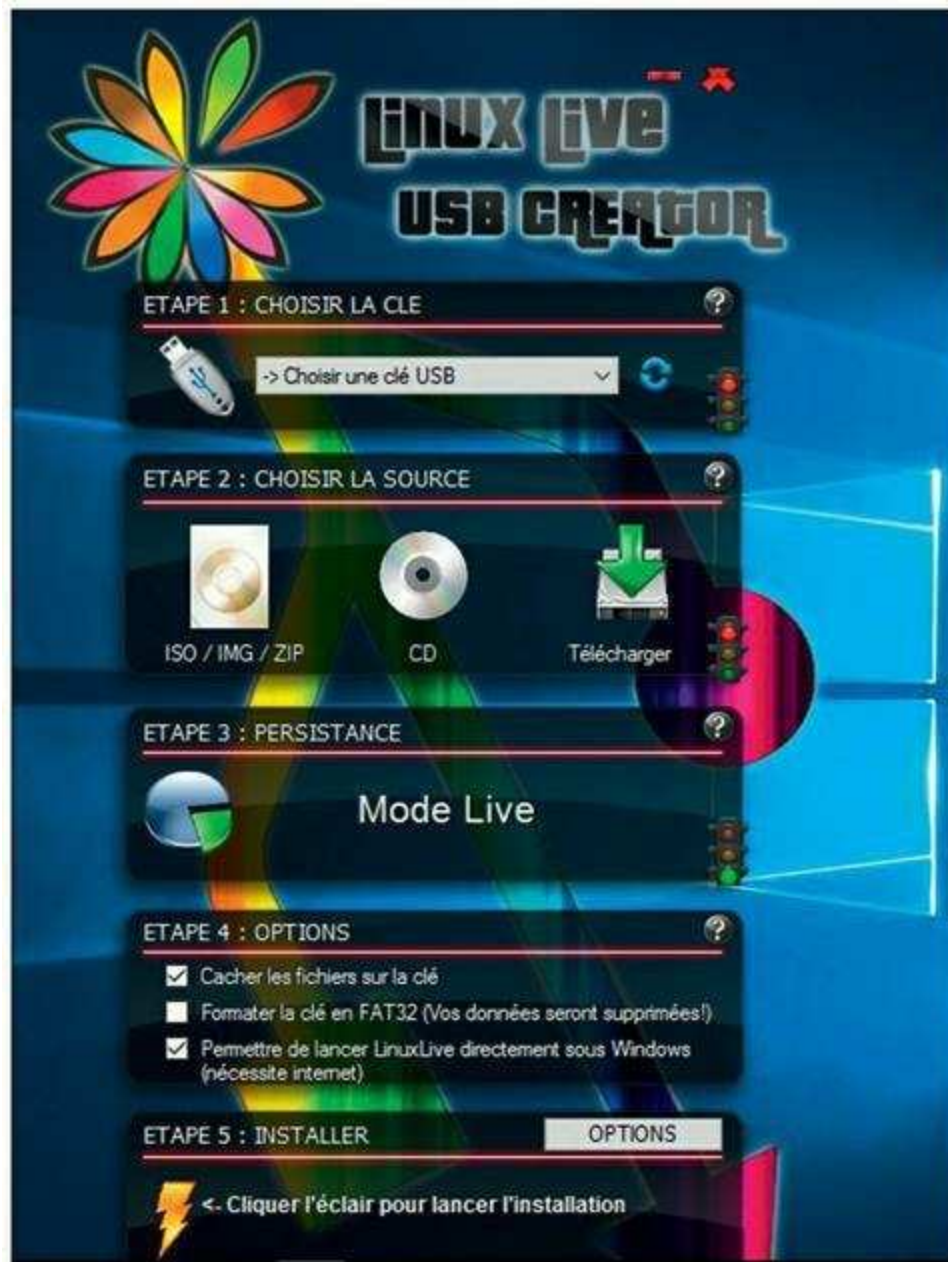 Linux Live
USB CREATOR
ETAPE 1 : CHOISIR LA CLE
?
-> Choisir une clé USB
ETAPE 2 : CHOISIR LA SOURCE
?
ISO / IMG / ZIP
CD
Télécharger
ETAPE 3 : PERSISTANCE
?
Mode Live
ETAPE 4 : OPTIONS
?
Cacher les fichiers sur la clé
Formater la clé en FAT32 (Vos données seront supprimées!)
Permettre de lancer LinuxLive directement sous Windows
(nécessite internet)
ETAPE 5 : INSTALLER
OPTIONS
<- Cliquer l'éclair pour lancer l'installation